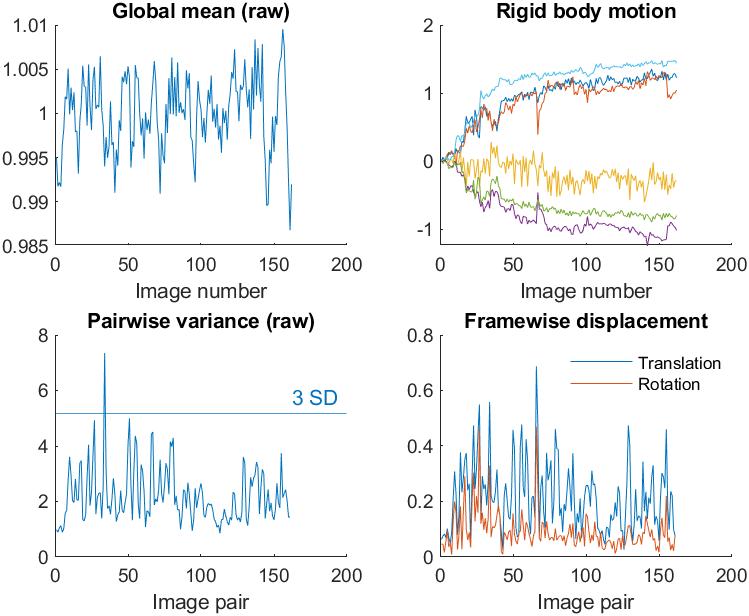 Global mean (raw)
1.01
1.005
1
0.995
0.99
0.985
0 50 100 150 200
Image number
Rigid body motion
2
1
0
-1
0 50 100 150 200
Image number
Pairwise variance (raw)
8
6
4
2
0
3 SD
0 50 100 150 200
Image pair
Framewise displacement
0.8
0.6
0.4
0.2
0
Translation
Rotation
0 50 100 150 200
Image pair